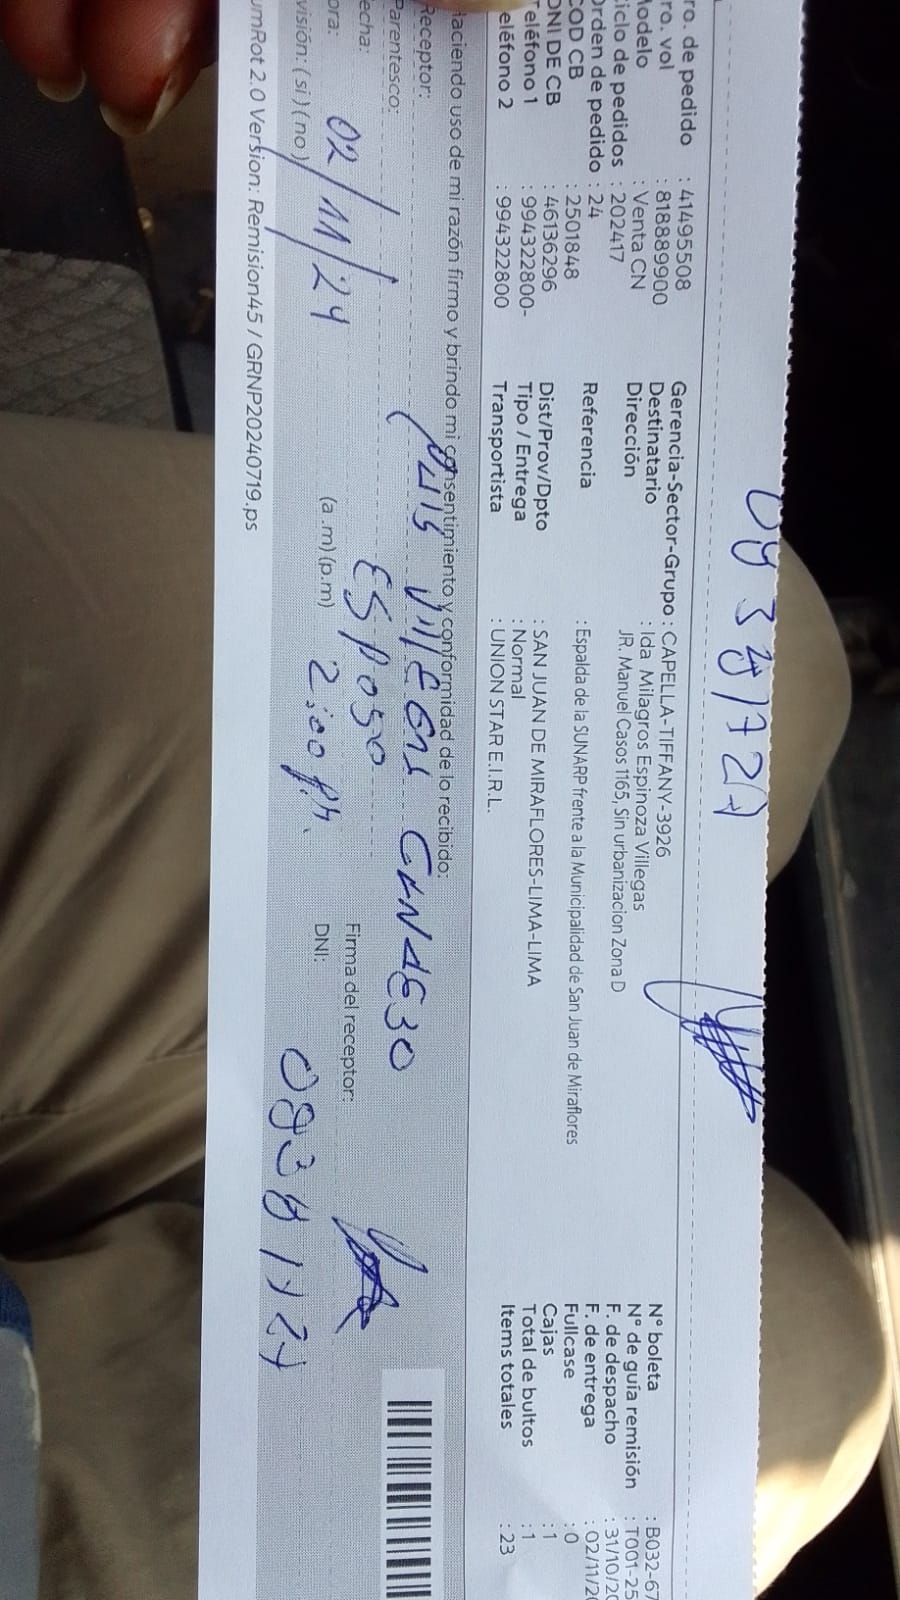 ro. de pedido : 41495508
ro. vol : 818889900
Modelo : Venta CN
Ciclo de pedidos : 202417
Orden de pedido : 24
COD CB : 2501848
DNI DE CB : 46136296
Teléfono 1 : 994322800-
eléfono 2 : 994322800
Gerencia-Sector-Grupo : CAPELLA-TIFFANY-3926
Destinatario : Ida Milagros Espinoza Villegas
Dirección JR. Manuel Casos 1165, Sin urbanizacion Zona D
Referencia : Espalda de la SUNARP frente a la Municipalidad de San Juan de Miraflores
Dist/Prov/Dpto : SAN JUAN DE MIRAFLORES-LIMA-LIMA
Tipo / Entrega : Normal
Transportista : UNION STAR E.I.R.L.
N° boleta : B032-67
N° de guía remisión : T001-25
F. de despacho : 31/10/20
F. de entrega : 02/11/20
Fullcase : 0
Cajas : 1
Total de bultos : 1
Items totales : 23
Haciendo uso de mi razón firmo y brindo mi consentimiento y conformidad de lo recibido:
Receptor:
Parentesco: ESPOSO
echa: 02/11/24
Firma del receptor:
ora: (a .m) (p.m) 2:00 pm.
DNI:
visión: (si) (no)
umRot 2.0 Version: Remision45 / GRNP20240719.ps